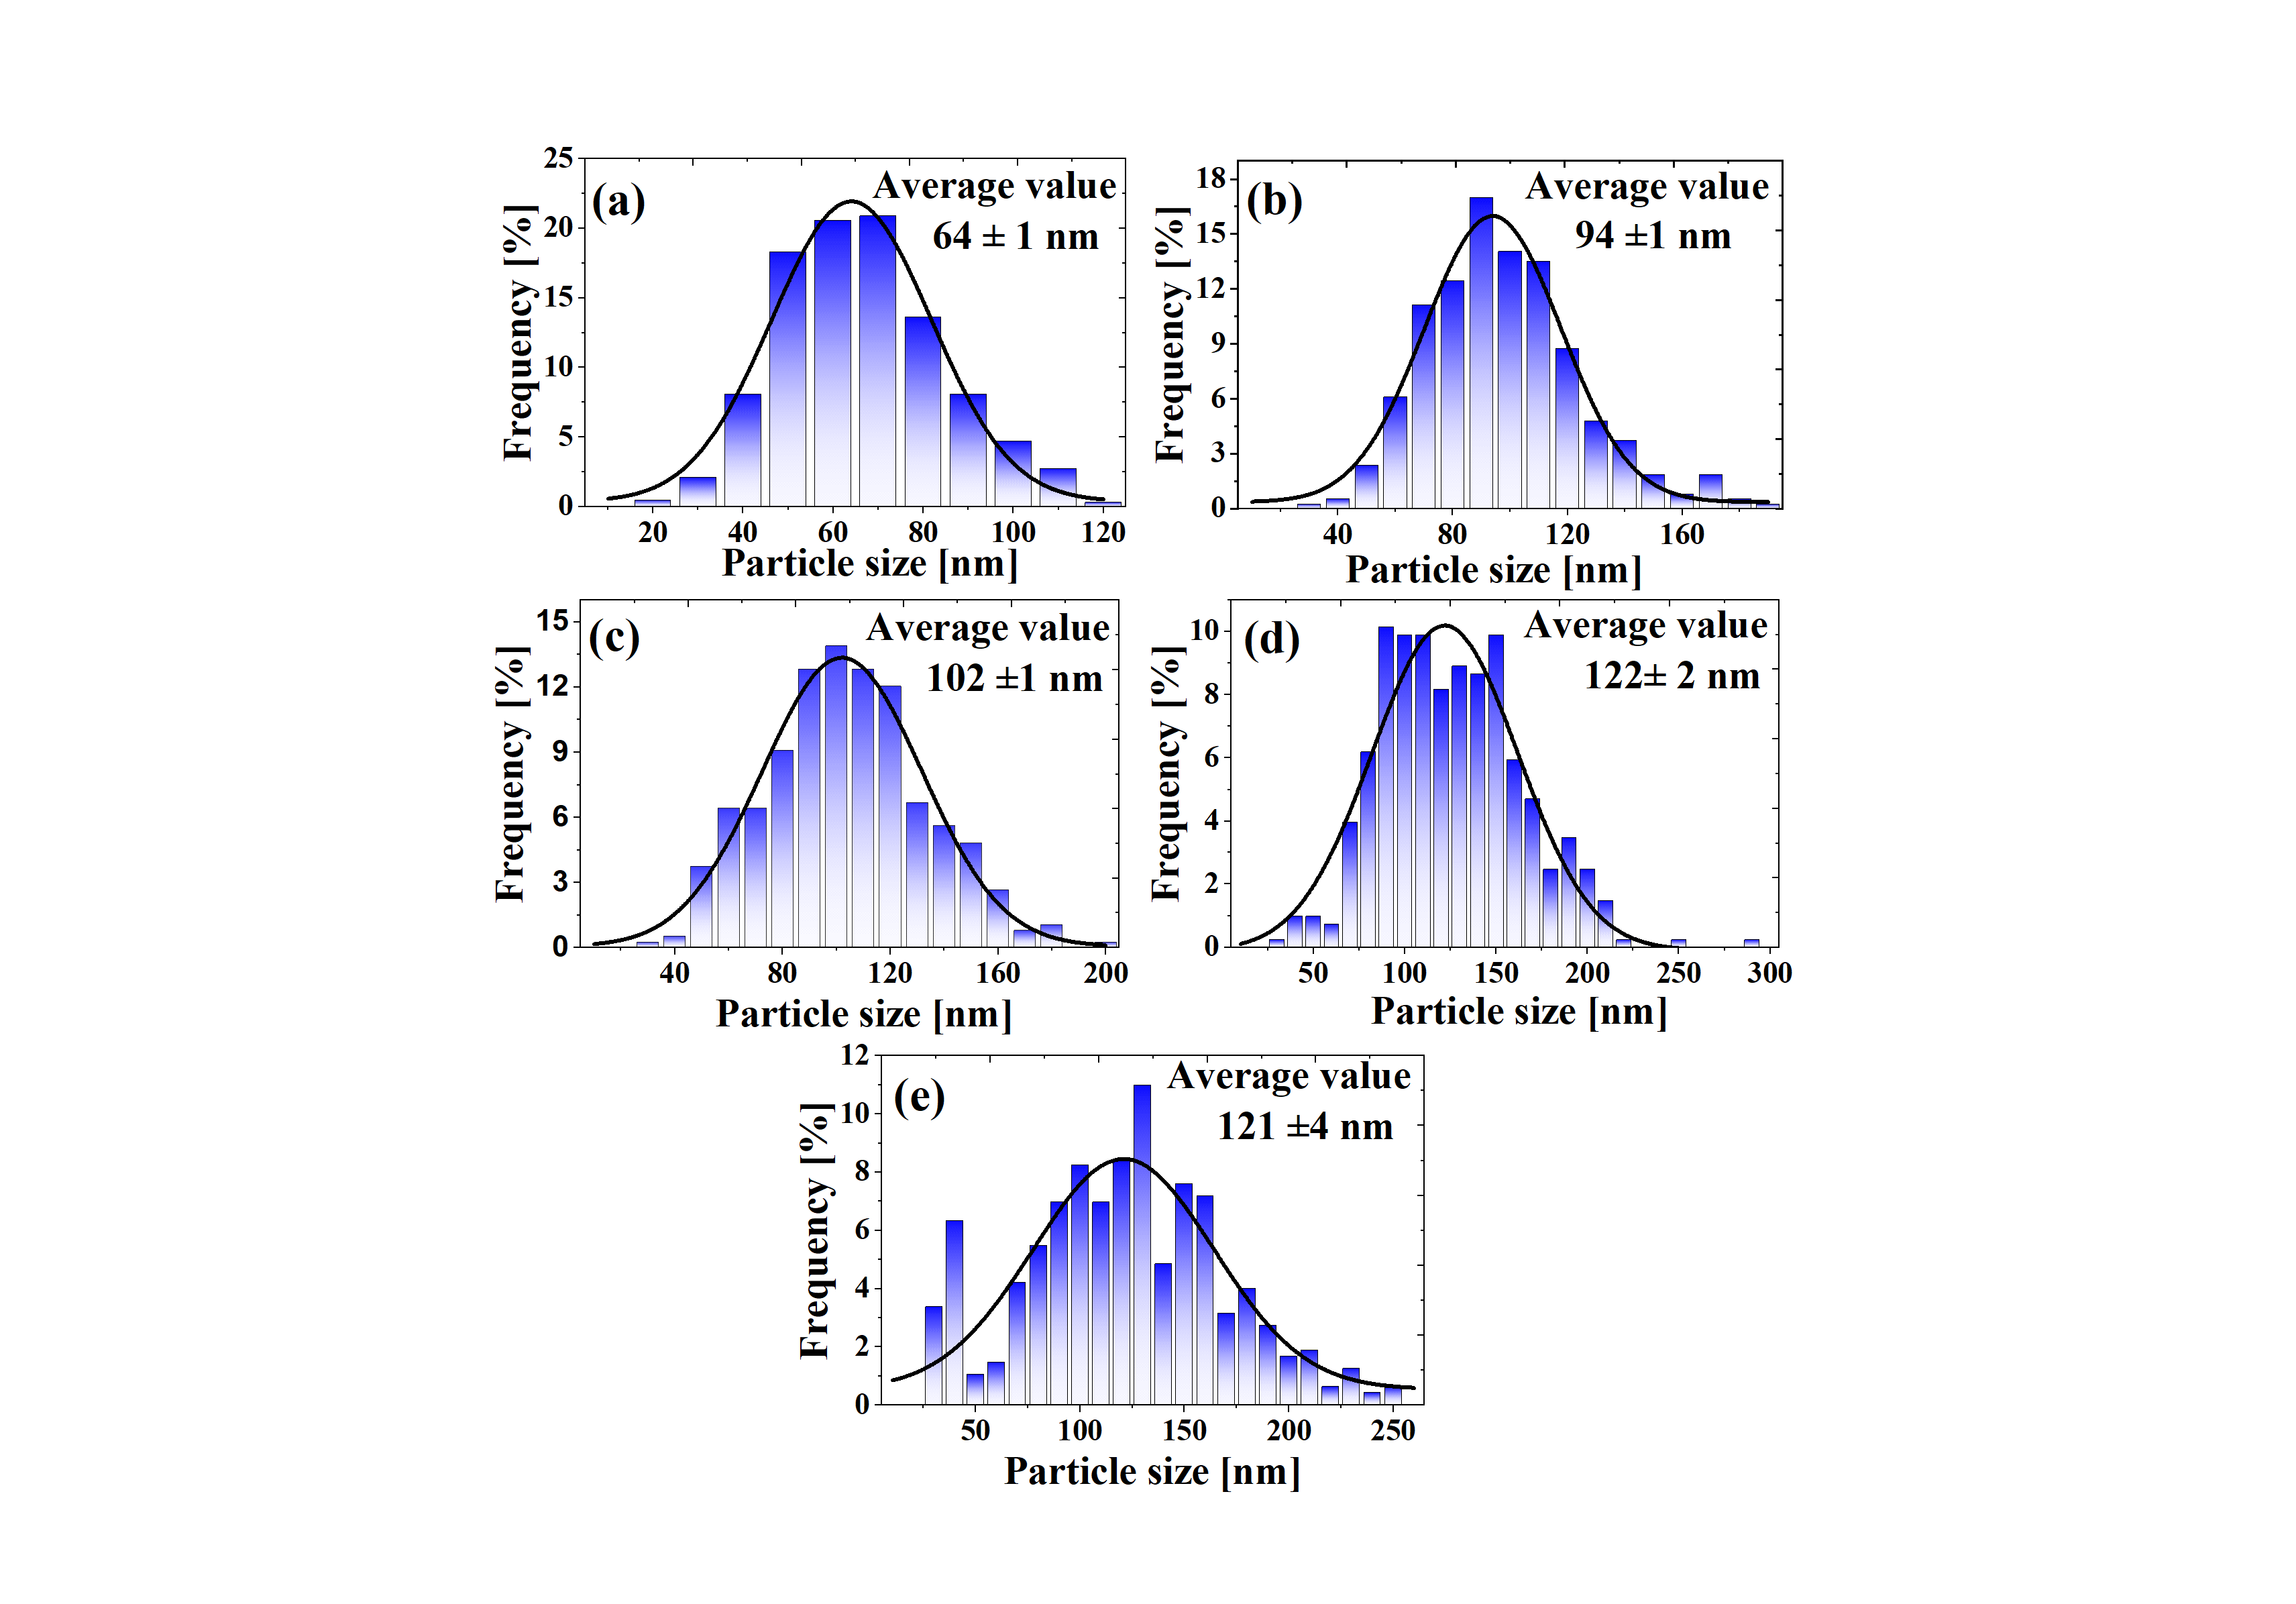 (a)
Average value
64 ± 1 nm
Frequency [%]
25
20
15
10
5
0
20 40 60 80 100 120
Particle size [nm]
(b)
Average value
94 ±1 nm
Frequency [%]
18
15
12
9
6
3
0
40 80 120 160
Particle size [nm]
(c)
Average value
102 ±1 nm
Frequency [%]
15
12
9
6
3
0
40 80 120 160 200
Particle size [nm]
(d)
Average value
122± 2 nm
Frequency [%]
10
8
6
4
2
0
50 100 150 200 250 300
Particle size [nm]
(e)
Average value
121 ±4 nm
Frequency [%]
12
10
8
6
4
2
0
50 100 150 200 250
Particle size [nm]